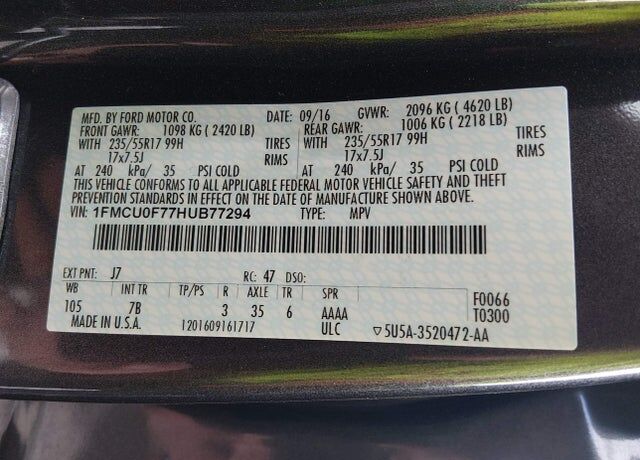 MFD. BY FORD MOTOR CO. DATE: 09/16 GVWR: 2096 KG ( 4620 LB)
FRONT GAWR: 1098 KG ( 2420 LB) REAR GAWR: 1006 KG ( 2218 LB)
WITH 235/55R17 99H TIRES WITH 235/55R17 99H TIRES
17x7.5J RIMS 17x7.5J RIMS
AT 240 kPa/ 35 PSI COLD AT 240 kPa/ 35 PSI COLD
THIS VEHICLE CONFORMS TO ALL APPLICABLE FEDERAL MOTOR VEHICLE SAFETY AND THEFT
PREVENTION STANDARDS IN EFFECT ON THE DATE OF MANUFACTURE SHOWN ABOVE.
VIN: 1FMCU0F77HUB77294 TYPE: MPV
EXT PNT: J7 RC: 47 DSO:
WB INT TR TP/PS R AXLE TR SPR F0066
105 7B 3 35 6 AAAA T0300
MADE IN U.S.A. 1201609161717 ULC ▽5U5A-3520472-AA